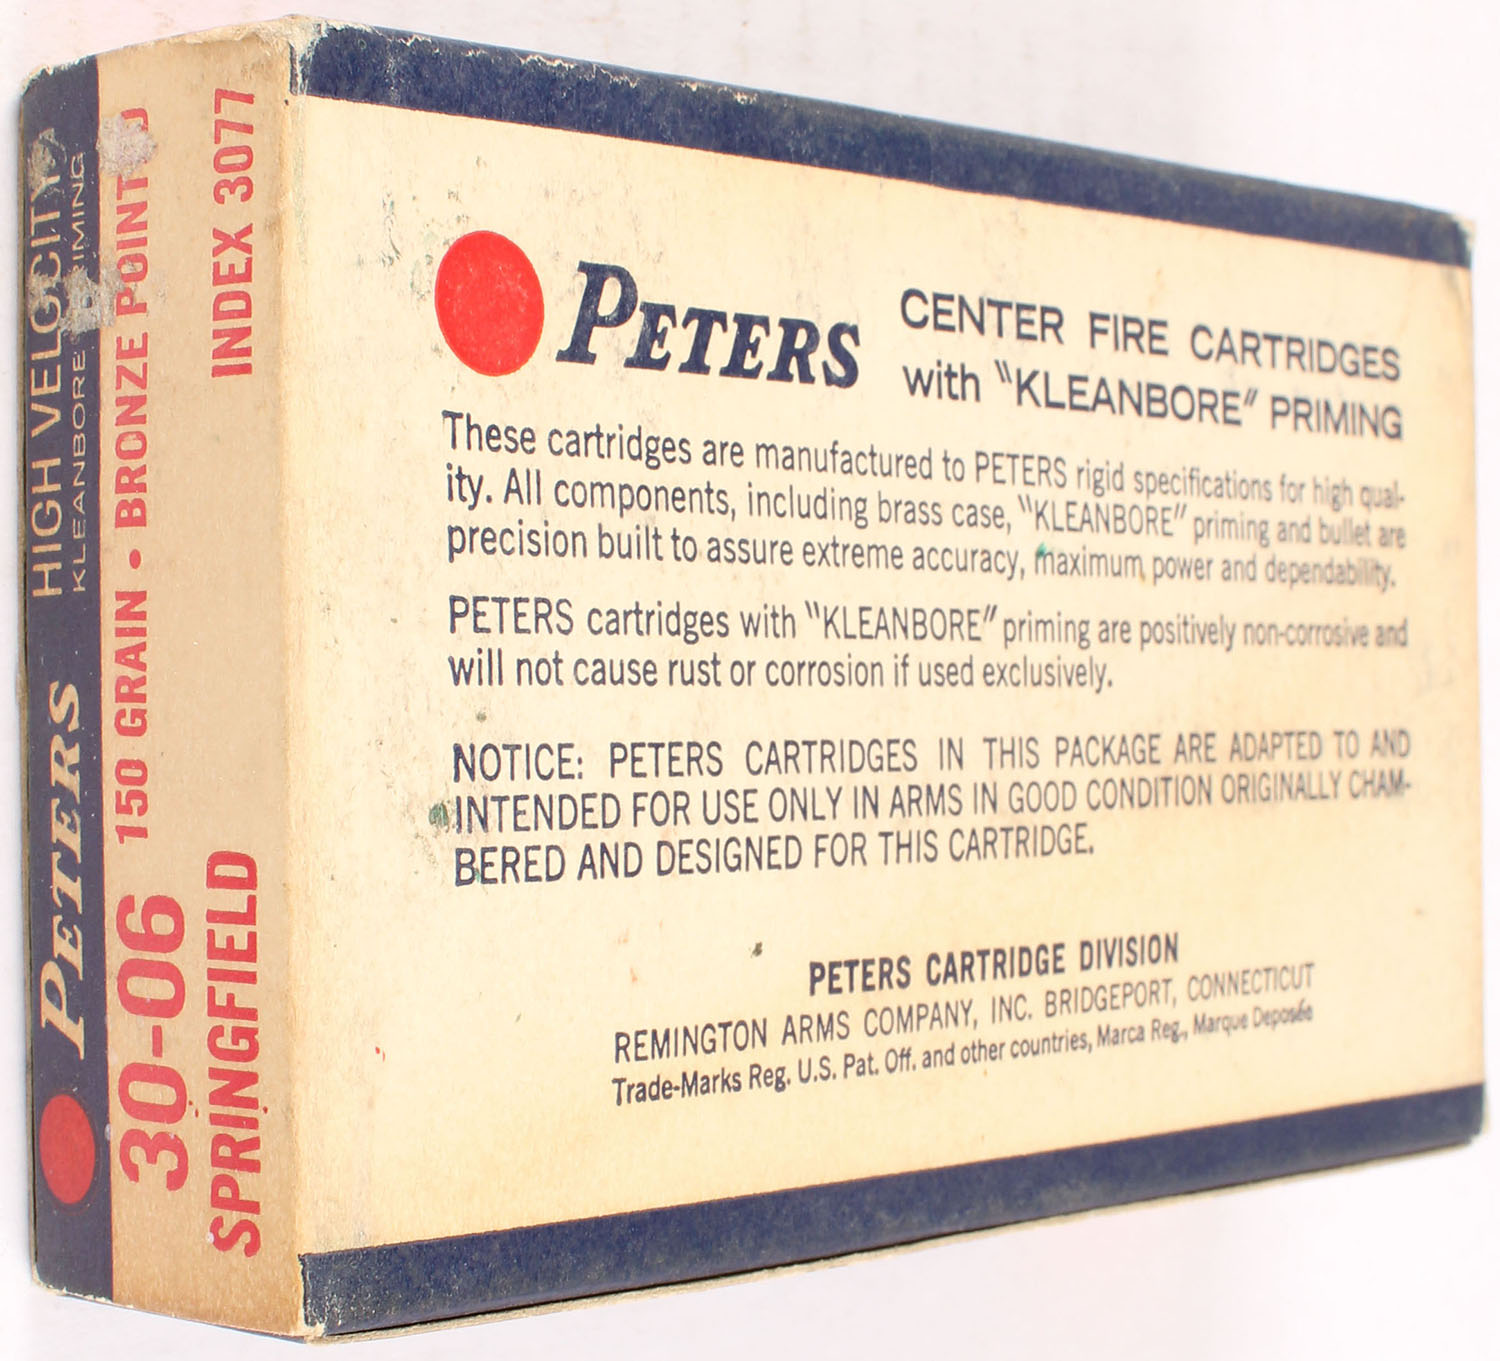 PETERS
HIGH VELOCITY
KLEANBORE PRIMING
30-06 150 GRAIN • BRONZE POINTED
SPRINGFIELD INDEX 3077
PETERS
CENTER FIRE CARTRIDGES
with "KLEANBORE" PRIMING
These cartridges are manufactured to PETERS rigid specifications for high qual-
ity. All components, including brass case, "KLEANBORE" priming and bullet are
precision built to assure extreme accuracy, maximum power and dependability.
PETERS cartridges with "KLEANBORE" priming are positively non-corrosive and
will not cause rust or corrosion if used exclusively.
NOTICE: PETERS CARTRIDGES IN THIS PACKAGE ARE ADAPTED TO AND
INTENDED FOR USE ONLY IN ARMS IN GOOD CONDITION ORIGINALLY CHAM-
BERED AND DESIGNED FOR THIS CARTRIDGE.
PETERS CARTRIDGE DIVISION
REMINGTON ARMS COMPANY, INC. BRIDGEPORT, CONNECTICUT
Trade-Marks Reg. U.S. Pat. Off. and other countries, Marca Reg., Marque Deposée